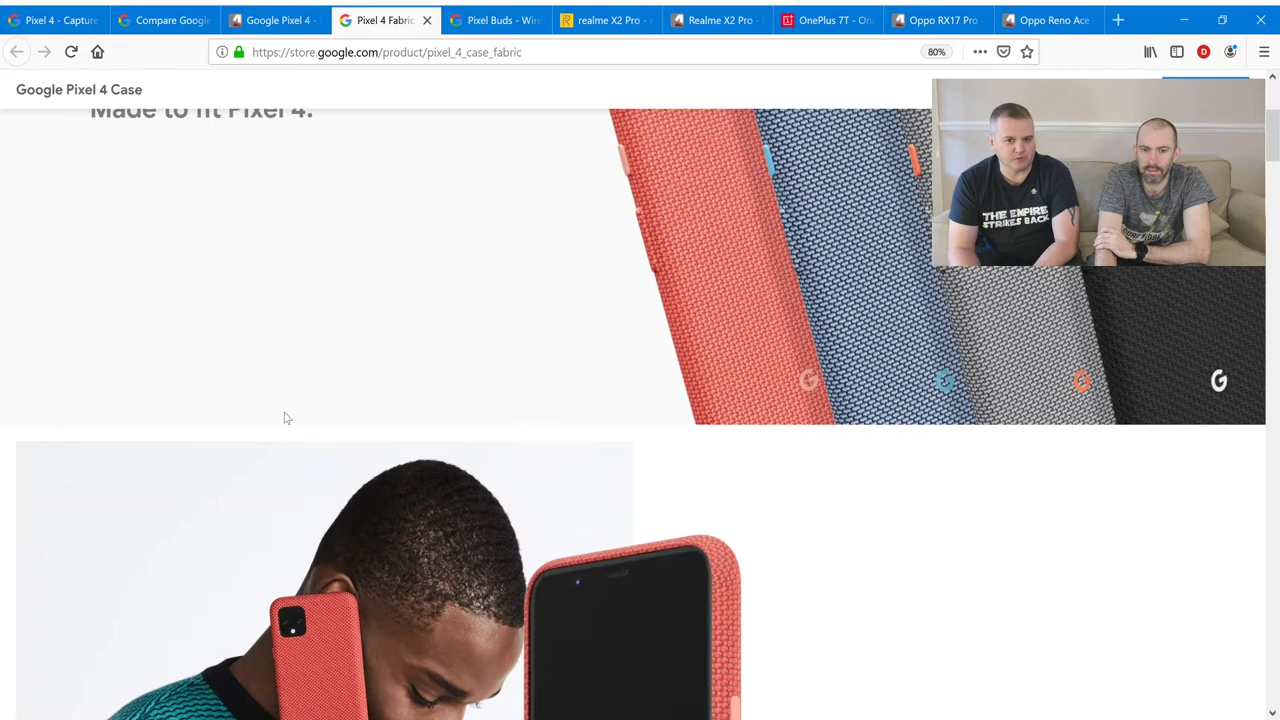 Pixel 4 - Capture
Compare Google
Google Pixel 4 -
Pixel 4 Fabric
Pixel Buds - Wire
realme X2 Pro -
Realme X2 Pro -
OnePlus 7T - On
Oppo RX17 Pro -
Oppo Reno Ace
https://store.google.com/product/pixel_4_case_fabric
80%
Google Pixel 4 Case
Made to fit Pixel 4.
THE EMPIRE
STRIKES BACK
G G G G